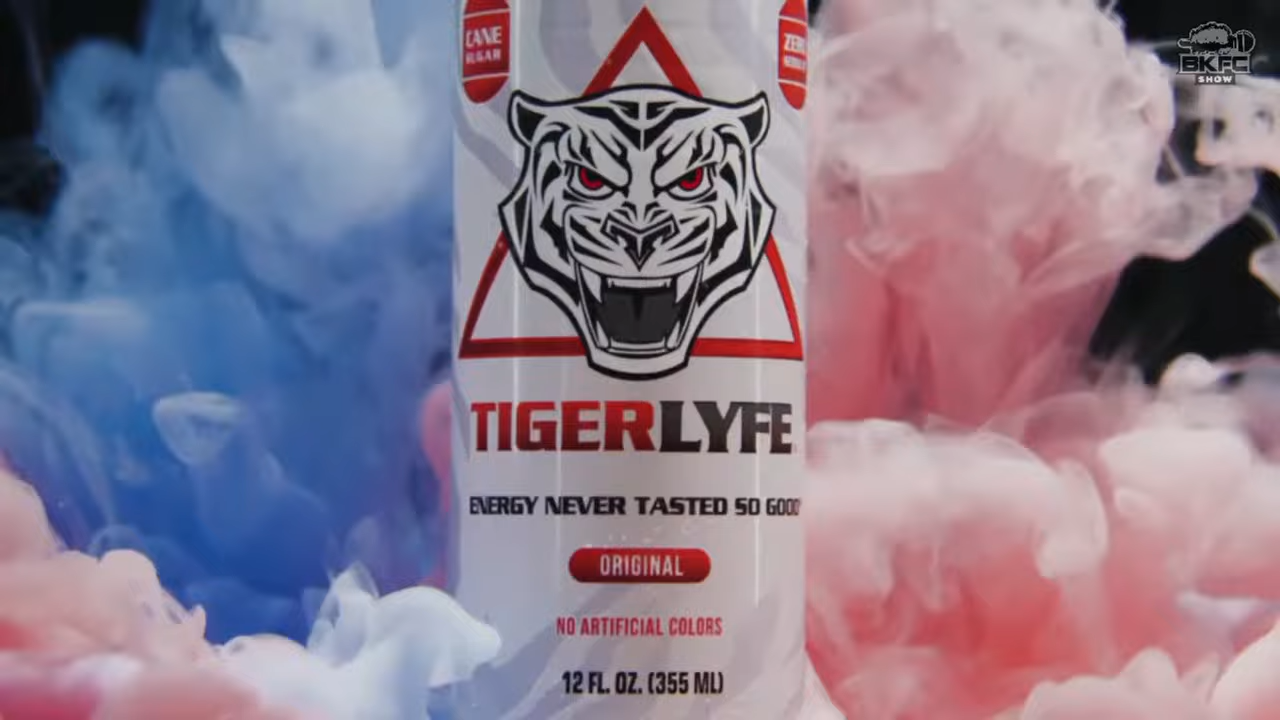 CANE
SUGAR
ZERO
BKFC
SHOW
TIGERLYFE
ENERGY NEVER TASTED SO GOOD
ORIGINAL
NO ARTIFICIAL COLORS
12 FL. OZ. (355 ML)